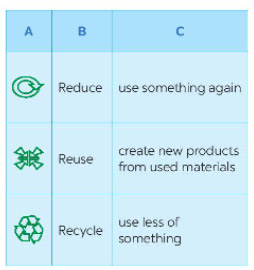 A B C
Reduce use something again
Reuse create new products
from used materials
Recycle use less of
something